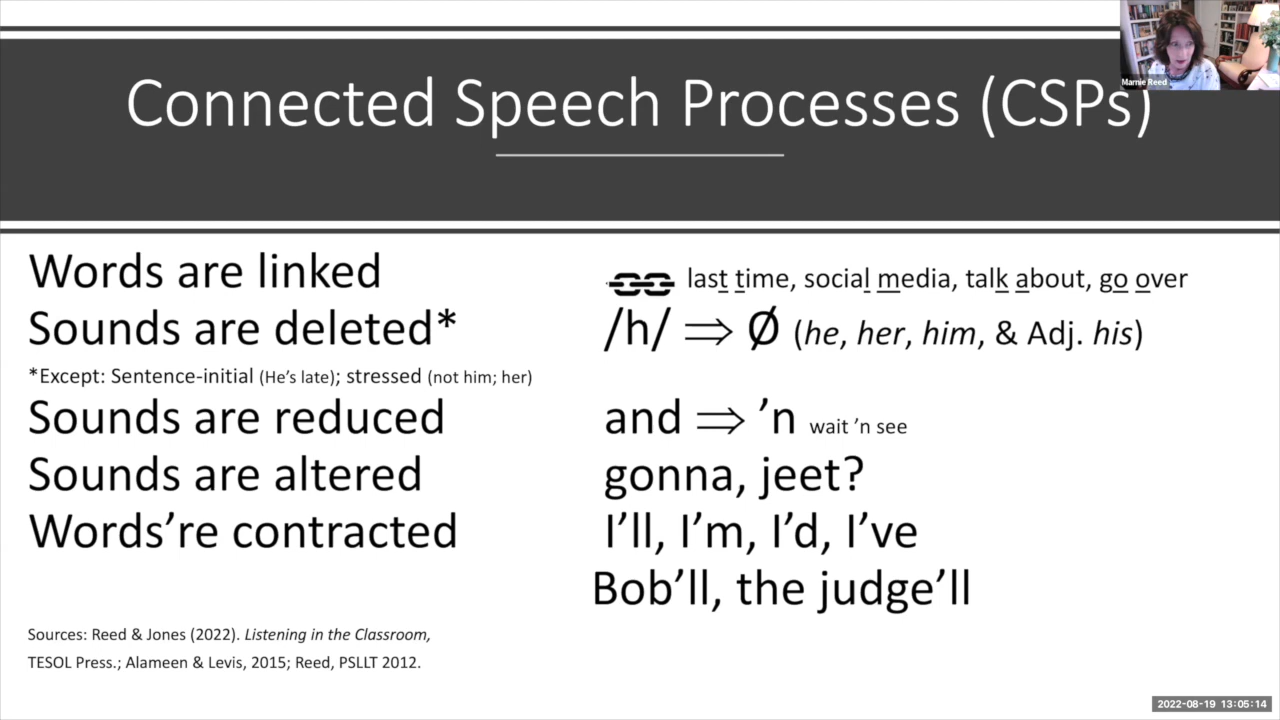 Marnie Reed
Connected Speech Processes (CSPs)
Words are linked
last time, social media, talk about, go over
Sounds are deleted*
/h/ ⇒ Ø (he, her, him, & Adj. his)
*Except: Sentence-initial (He's late); stressed (not him; her)
Sounds are reduced
and ⇒ ’n wait ’n see
Sounds are altered
gonna, jeet?
Words’re contracted
I’ll, I’m, I’d, I’ve
Bob’ll, the judge’ll
Sources: Reed & Jones (2022). Listening in the Classroom,
TESOL Press.; Alameen & Levis, 2015; Reed, PSLLT 2012.
2022-08-19 13:05:14